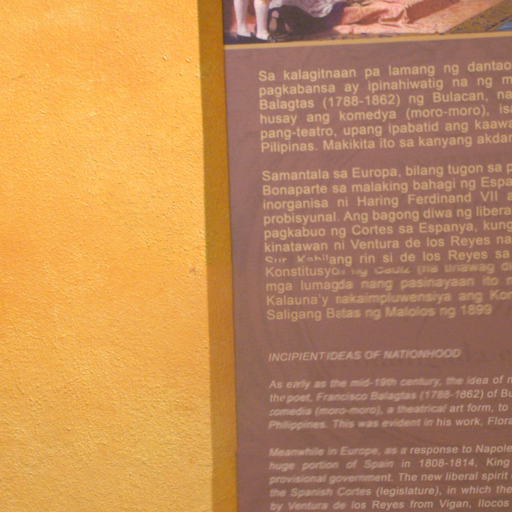 Sa kalagitnaan pa lamang ng dantao
pagkabansa ay ipinahiwatig na ng m
Balagtas (1788-1862) ng Bulacan, na
husay ang komedya (moro-moro), isa
pang-teatro, upang ipabatid ang kaawa
Pilipinas. Makikita ito sa kanyang akdan
Samantala sa Europa, bilang tugon sa p
Bonaparte sa malaking bahagi ng Espa
inorganisa ni Haring Ferdinand VII a
probisyunal. Ang bagong diwa ng libera
pagkabuo ng Cortes sa Espanya, kung
kinatawan ni Ventura de los Reyes na
Sur. Kabilang rin si de los Reyes sa
Konstitusyon ng Cadiz (na tinawag di
mga lumagda nang pasinayaan ito n
Kalauna'y nakaimpluwensiya ang Kon
Saligang Batas ng Malolos ng 1899
INCIPIENT IDEAS OF NATIONHOOD
As early as the mid-19th century, the idea of n
the poet, Francisco Balagtas (1788-1862) of Bu
comedia (moro-moro), a theatrical art form, to
Philippines. This was evident in his work, Flora
Meanwhile in Europe, as a response to Napole
huge portion of Spain in 1808-1814, King
provisional government. The new liberal spirit
the Spanish Cortes (legislature), in which the
by Ventura de los Reyes from Vigan, Ilocos